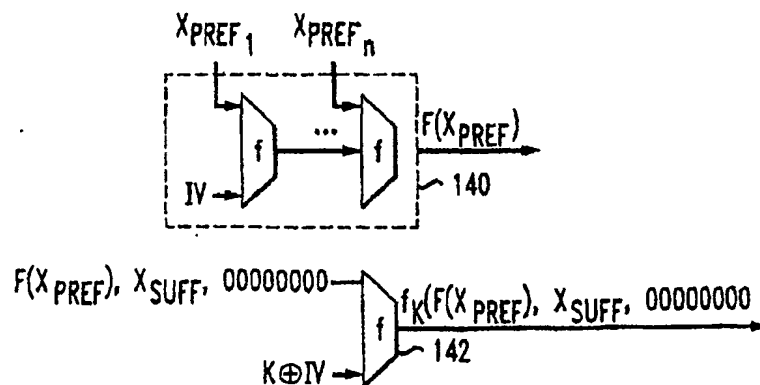 XPREF1 XPREFn
... F(XPREF)
f f
IV 140
F(XPREF), XSUFF, 00000000 fK(F(XPREF), XSUFF, 00000000
f
142
K⊕IV